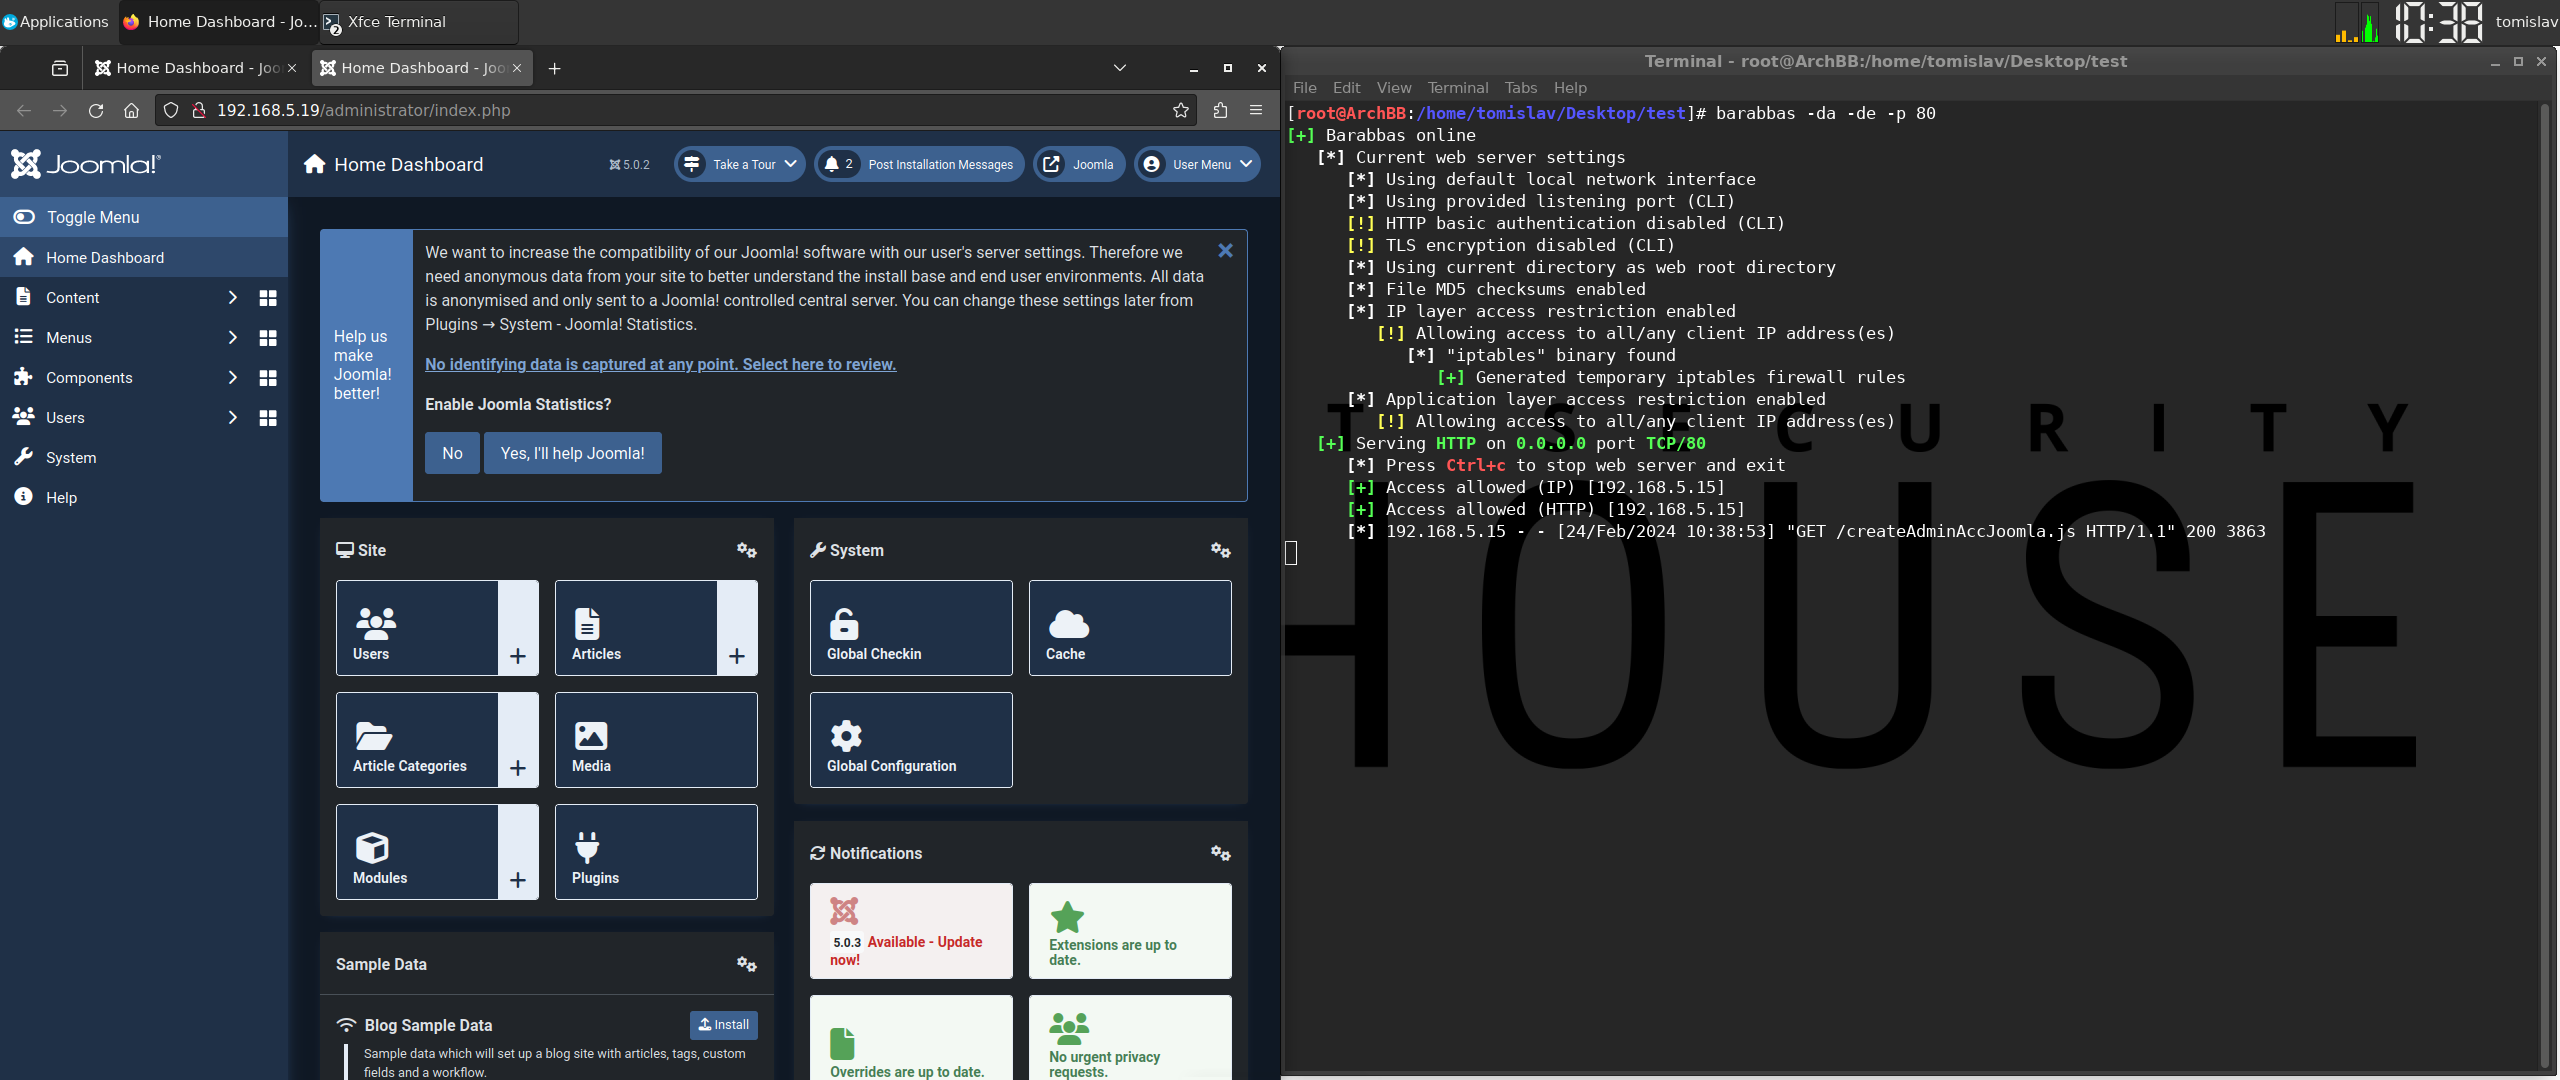 Applications
Home Dashboard - Jo...
Xfce Terminal
2
10:38
tomislav
Home Dashboard - Joo
Home Dashboard - Joo
192.168.5.19/administrator/index.php
Joomla!
Home Dashboard
5.0.2
Take a Tour
2 Post Installation Messages
Joomla
User Menu
Toggle Menu
Home Dashboard
Content
Menus
Components
Users
System
Help
Help us
make
Joomla!
better!
We want to increase the compatibility of our Joomla! software with our user's server settings. Therefore we
need anonymous data from your site to better understand the install base and end user environments. All data
is anonymised and only sent to a Joomla! controlled central server. You can change these settings later from
Plugins → System - Joomla! Statistics.
No identifying data is captured at any point. Select here to review.
Enable Joomla Statistics?
No
Yes, I'll help Joomla!
Site
Users
Articles
Article Categories
Media
Modules
Plugins
Sample Data
Blog Sample Data
Install
Sample data which will set up a blog site with articles, tags, custom
fields and a workflow.
System
Global Checkin
Cache
Global Configuration
Notifications
5.0.3 Available - Update
now!
Extensions are up to
date.
Overrides are up to date.
No urgent privacy
requests.
Terminal - root@ArchBB:/home/tomislav/Desktop/test
File Edit View Terminal Tabs Help
[root@ArchBB:/home/tomislav/Desktop/test]# barabbas -da -de -p 80
[+] Barabbas online
[*] Current web server settings
[*] Using default local network interface
[*] Using provided listening port (CLI)
[!] HTTP basic authentication disabled (CLI)
[!] TLS encryption disabled (CLI)
[*] Using current directory as web root directory
[*] File MD5 checksums enabled
[*] IP layer access restriction enabled
[!] Allowing access to all/any client IP address(es)
[*] "iptables" binary found
[+] Generated temporary iptables firewall rules
[*] Application layer access restriction enabled
[!] Allowing access to all/any client IP address(es)
[+] Serving HTTP on 0.0.0.0 port TCP/80
[*] Press Ctrl+c to stop web server and exit
[+] Access allowed (IP) [192.168.5.15]
[+] Access allowed (HTTP) [192.168.5.15]
[*] 192.168.5.15 - - [24/Feb/2024 10:38:53] "GET /createAdminAccJoomla.js HTTP/1.1" 200 3863
T SECURITY
HOUSE